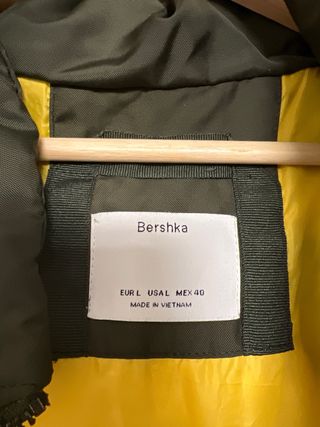 Bershka
EUR L USA L MEX 40
MADE IN VIETNAM